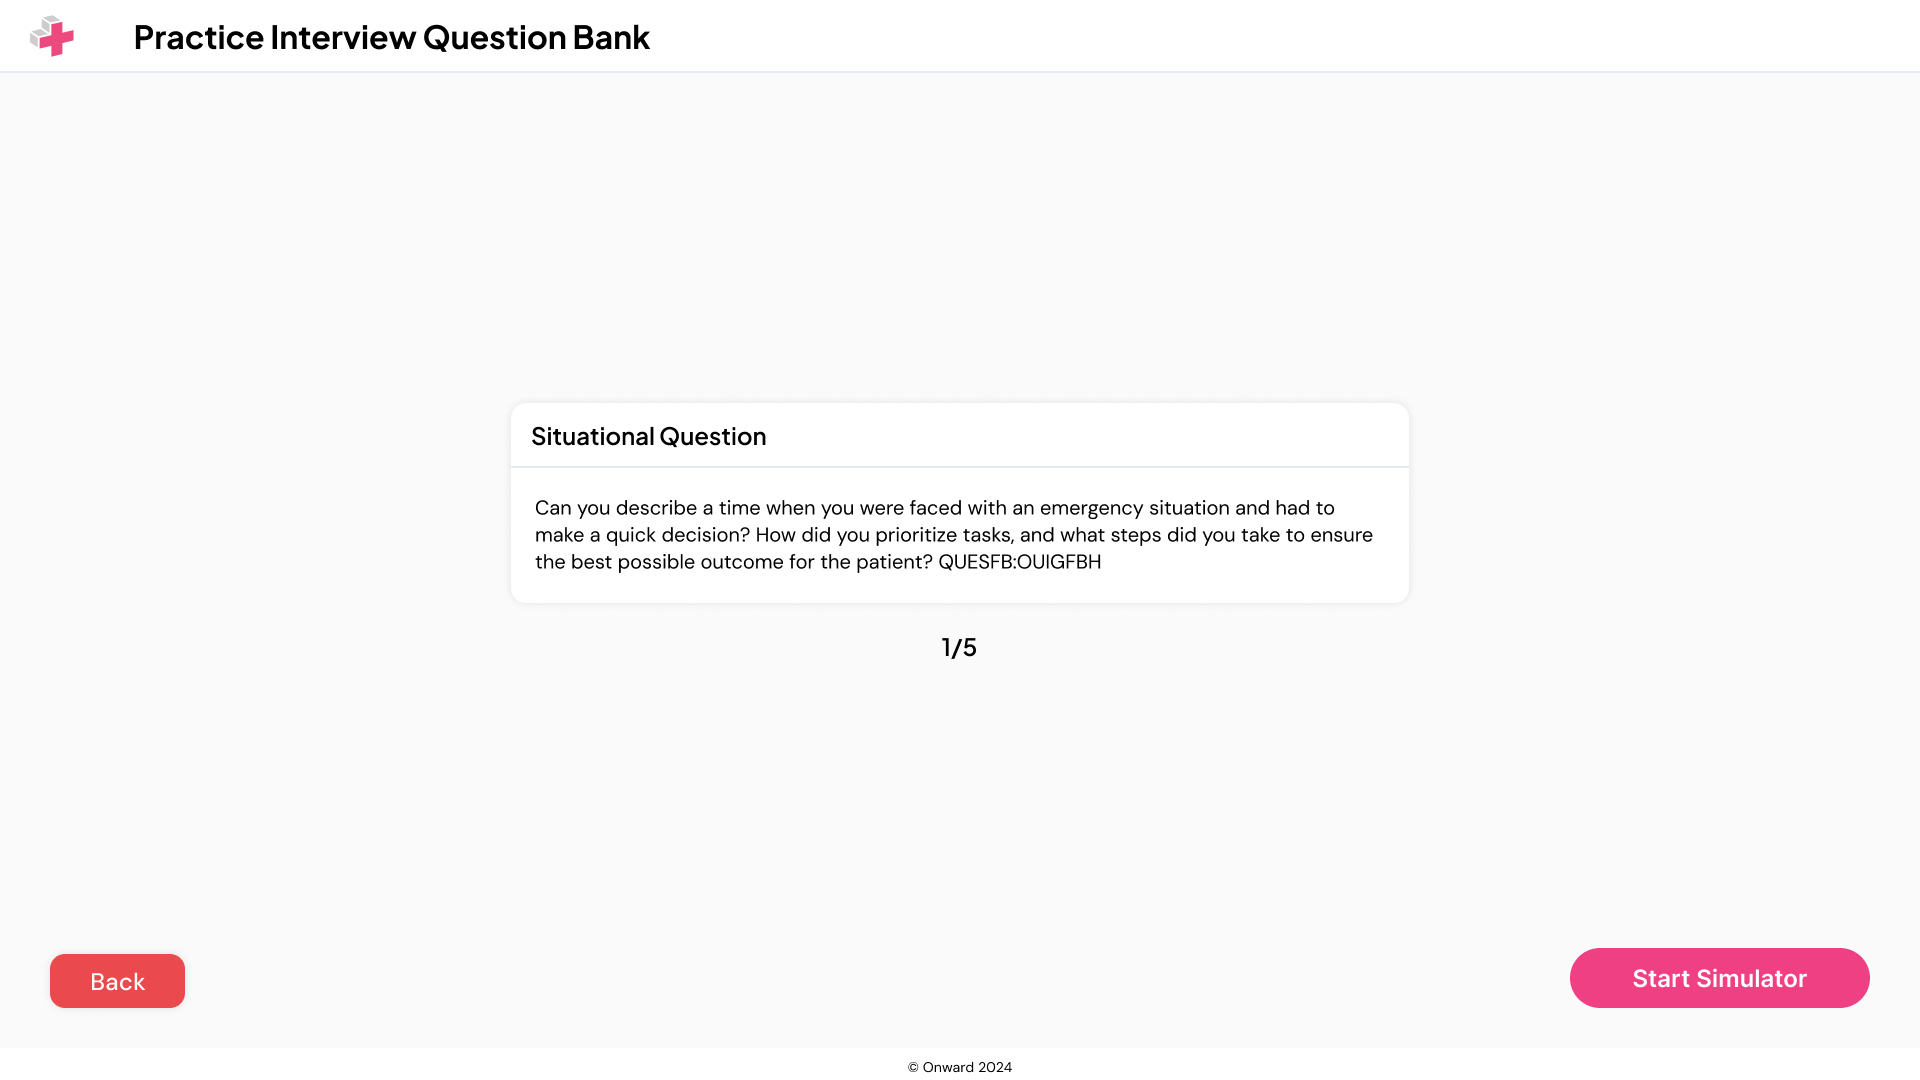 Practice Interview Question Bank
Situational Question
Can you describe a time when you were faced with an emergency situation and had to
make a quick decision? How did you prioritize tasks, and what steps did you take to ensure
the best possible outcome for the patient? QUESFB:OUIGFBH
1/5
Back
Start Simulator
© Onward 2024